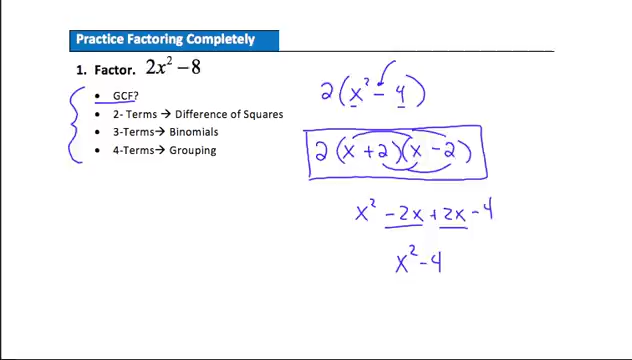 Practice Factoring Completely
1. Factor. 2x² − 8
• GCF?
• 2- Terms → Difference of Squares
• 3-Terms→ Binomials
• 4-Terms→ Grouping
2(x² − 4)
2(x + 2)(x − 2)
x² − 2x + 2x − 4
x² − 4